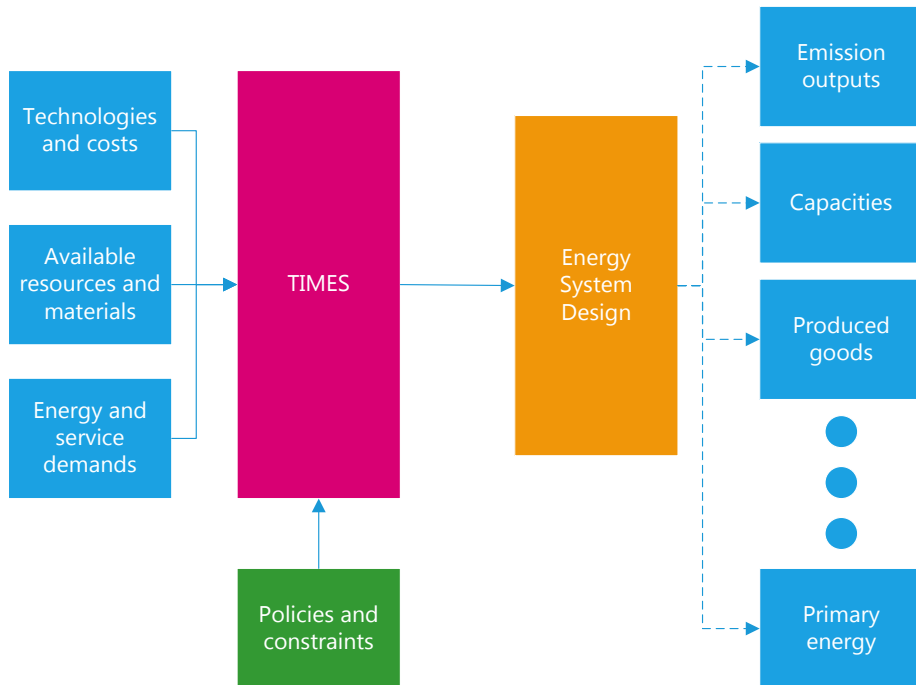 Technologies
and costs
Available
resources and
materials
Energy and
service
demands
TIMES
Policies and
constraints
Energy
System
Design
Emission
outputs
Capacities
Produced
goods
Primary
energy